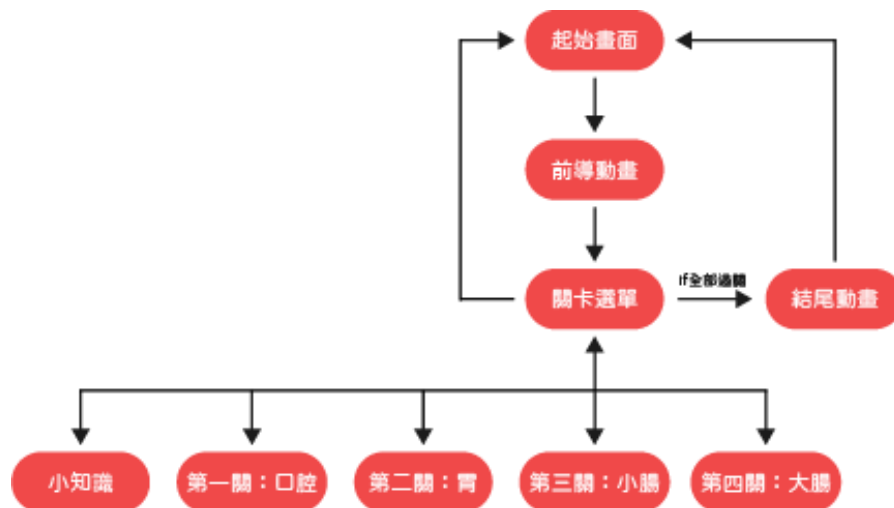 起始畫面
前導動畫
關卡選單
if全部過關
結尾動畫
小知識
第一關：口腔
第二關：胃
第三關：小腸
第四關：大腸